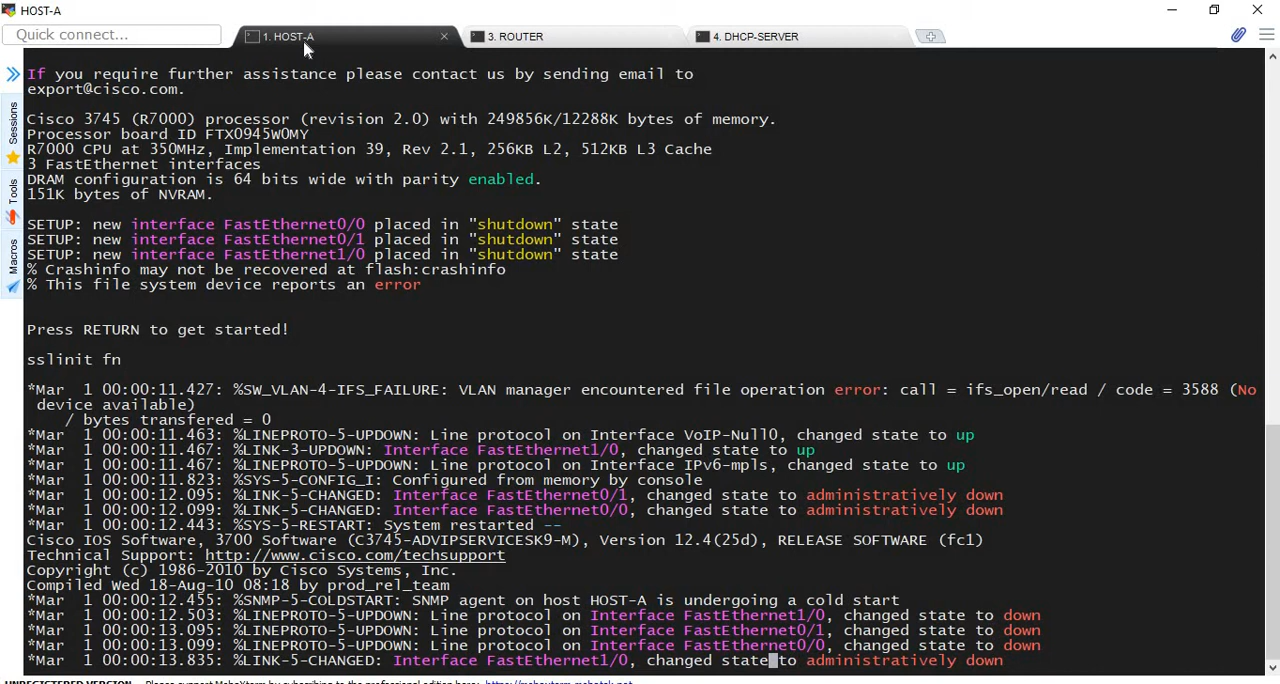 HOST-A
Quick connect...
1. HOST-A
3. ROUTER
4. DHCP-SERVER
Sessions
Tools
Macros
If you require further assistance please contact us by sending email to
export@cisco.com.
Cisco 3745 (R7000) processor (revision 2.0) with 249856K/12288K bytes of memory.
Processor board ID FTX0945W0MY
R7000 CPU at 350MHz, Implementation 39, Rev 2.1, 256KB L2, 512KB L3 Cache
3 FastEthernet interfaces
DRAM configuration is 64 bits wide with parity enabled.
151K bytes of NVRAM.
SETUP: new interface FastEthernet0/0 placed in "shutdown" state
SETUP: new interface FastEthernet0/1 placed in "shutdown" state
SETUP: new interface FastEthernet1/0 placed in "shutdown" state
% Crashinfo may not be recovered at flash:crashinfo
% This file system device reports an error
Press RETURN to get started!
sslinit fn
*Mar  1 00:00:11.427: %SW_VLAN-4-IFS_FAILURE: VLAN manager encountered file operation error: call = ifs_open/read / code = 3588 (No
device available)
/ bytes transfered = 0
*Mar  1 00:00:11.463: %LINEPROTO-5-UPDOWN: Line protocol on Interface VoIP-Null0, changed state to up
*Mar  1 00:00:11.467: %LINK-3-UPDOWN: Interface FastEthernet1/0, changed state to up
*Mar  1 00:00:11.467: %LINEPROTO-5-UPDOWN: Line protocol on Interface IPv6-mpls, changed state to up
*Mar  1 00:00:11.823: %SYS-5-CONFIG_I: Configured from memory by console
*Mar  1 00:00:12.095: %LINK-5-CHANGED: Interface FastEthernet0/1, changed state to administratively down
*Mar  1 00:00:12.099: %LINK-5-CHANGED: Interface FastEthernet0/0, changed state to administratively down
*Mar  1 00:00:12.443: %SYS-5-RESTART: System restarted --
Cisco IOS Software, 3700 Software (C3745-ADVIPSERVICESK9-M), Version 12.4(25d), RELEASE SOFTWARE (fc1)
Technical Support: http://www.cisco.com/techsupport
Copyright (c) 1986-2010 by Cisco Systems, Inc.
Compiled Wed 18-Aug-10 08:18 by prod_rel_team
*Mar  1 00:00:12.455: %SNMP-5-COLDSTART: SNMP agent on host HOST-A is undergoing a cold start
*Mar  1 00:00:12.503: %LINEPROTO-5-UPDOWN: Line protocol on Interface FastEthernet1/0, changed state to down
*Mar  1 00:00:13.095: %LINEPROTO-5-UPDOWN: Line protocol on Interface FastEthernet0/1, changed state to down
*Mar  1 00:00:13.099: %LINEPROTO-5-UPDOWN: Line protocol on Interface FastEthernet0/0, changed state to down
*Mar  1 00:00:13.835: %LINK-5-CHANGED: Interface FastEthernet1/0, changed state to administratively down
UNREGISTERED VERSION - Please support MobaXterm by subscribing to the professional edition here: https://mobaxterm.mobatek.net